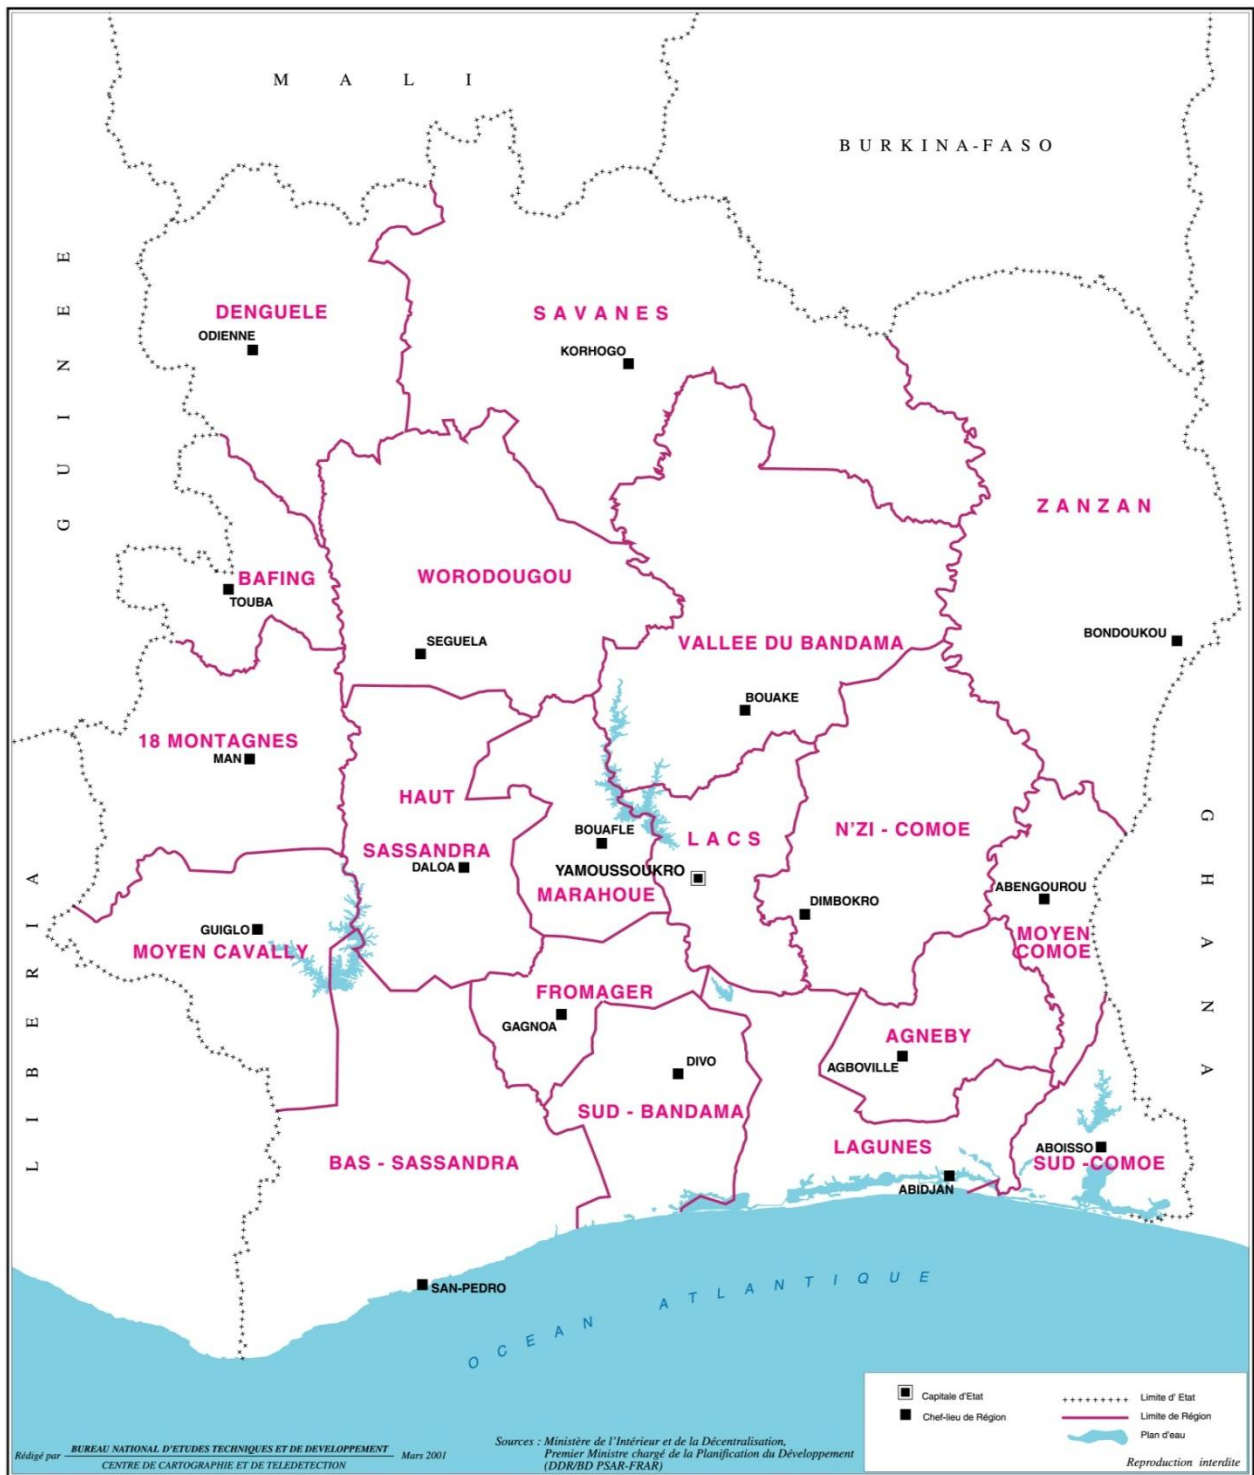 M A L I
BURKINA-FASO
GUINEE
DENGUELE
ODIENNE
SAVANES
KORHOGO
ZANZAN
BAFING
TOUBA
WORODOUGOU
SEGUELA
VALLEE DU BANDAMA
BONDOUKOU
BOUAKE
18 MONTAGNES
MAN
HAUT
SASSANDRA
DALOA
BOUAFLE
YAMOUSSOUKRO
MARAHOUE
LACS
N'ZI - COMOE
DIMBOKRO
ABENGOUROU
MOYEN
COMOE
GHANA
LIBERIA
GUIGLO
MOYEN CAVALLY
FROMAGER
GAGNOA
DIVO
SUD - BANDAMA
AGNEBY
AGBOVILLE
BAS - SASSANDRA
LAGUNES
ABIDJAN
ABOISSO
SUD -COMOE
SAN-PEDRO
OCEAN ATLANTIQUE
Capitale d'Etat
Chef-lieu de Région
Limite d' Etat
Limite de Région
Plan d'eau
Reproduction interdite
Rédigé par BUREAU NATIONAL D'ETUDES TECHNIQUES ET DE DEVELOPPEMENT Mars 2001
CENTRE DE CARTOGRAPHIE ET DE TELEDETECTION
Sources : Ministère de l'Intérieur et de la Décentralisation,
Premier Ministre chargé de la Planification du Développement
(DDR/BD PSAR-FRAR)